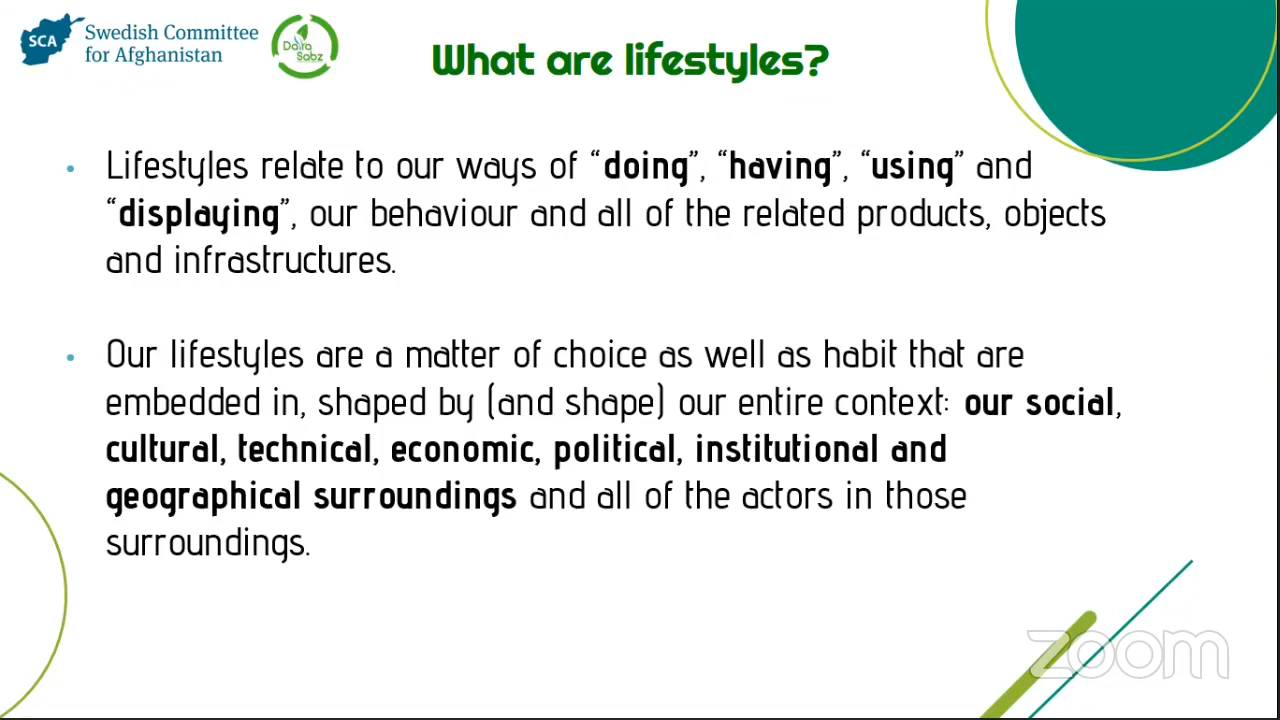 SCA
Swedish Committee
for Afghanistan
Daira
Sabz
What are lifestyles?
• Lifestyles relate to our ways of “doing”, “having”, “using” and
“displaying”, our behaviour and all of the related products, objects
and infrastructures.
• Our lifestyles are a matter of choice as well as habit that are
embedded in, shaped by (and shape) our entire context: our social,
cultural, technical, economic, political, institutional and
geographical surroundings and all of the actors in those
surroundings.
zoom